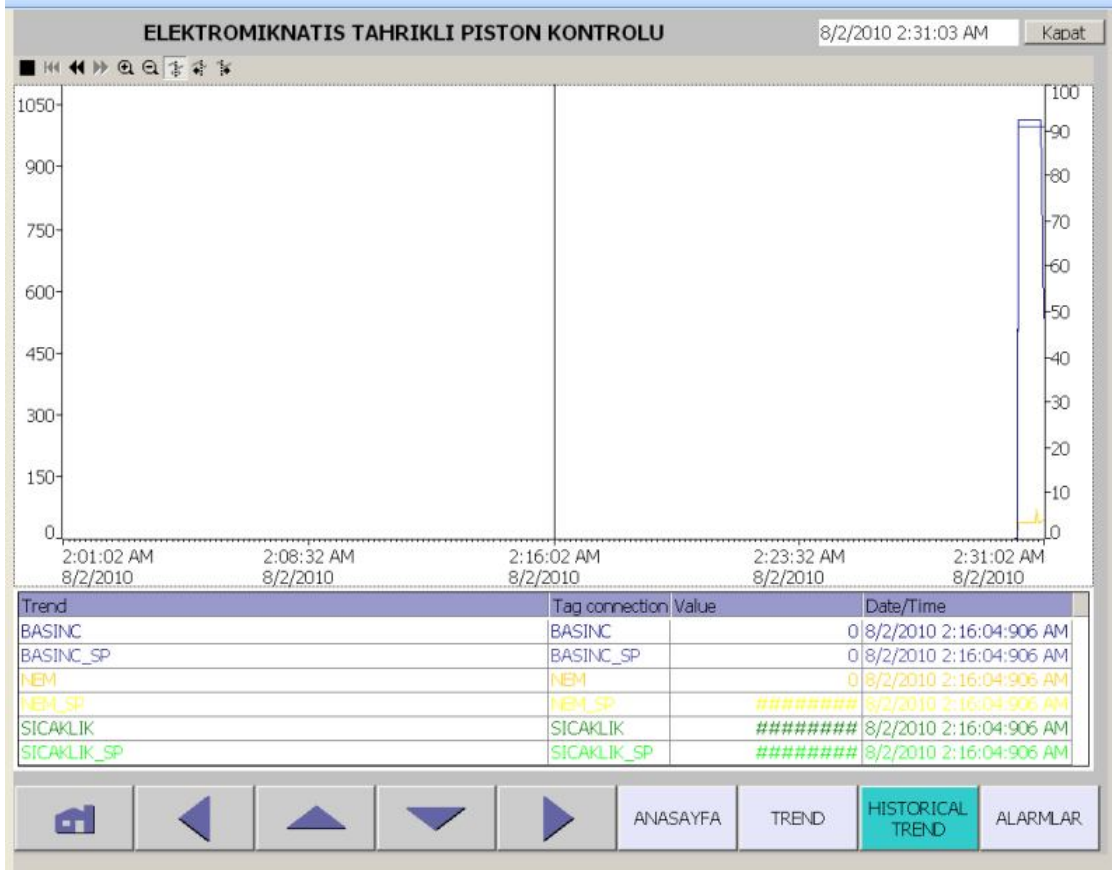 ELEKTROMIKNATIS TAHRIKLI PISTON KONTROLU 8/2/2010 2:31:03 AM Kapat
1050 100
90
900
80
750 70
60
600
50
450
40
300 30
20
150
10
0 0
2:01:02 AM 2:08:32 AM 2:16:02 AM 2:23:32 AM 2:31:02 AM
8/2/2010 8/2/2010 8/2/2010 8/2/2010 8/2/2010
Trend Tag connection Value Date/Time
BASINC BASINC 0 8/2/2010 2:16:04:906 AM
BASINC_SP BASINC_SP 0 8/2/2010 2:16:04:906 AM
NEM NEM 0 8/2/2010 2:16:04:906 AM
NEM_SP NEM_SP ######## 8/2/2010 2:16:04:906 AM
SICAKLIK SICAKLIK ######## 8/2/2010 2:16:04:906 AM
SICAKLIK_SP SICAKLIK_SP ######## 8/2/2010 2:16:04:906 AM
ANASAYFA TREND HISTORICAL TREND ALARMLAR